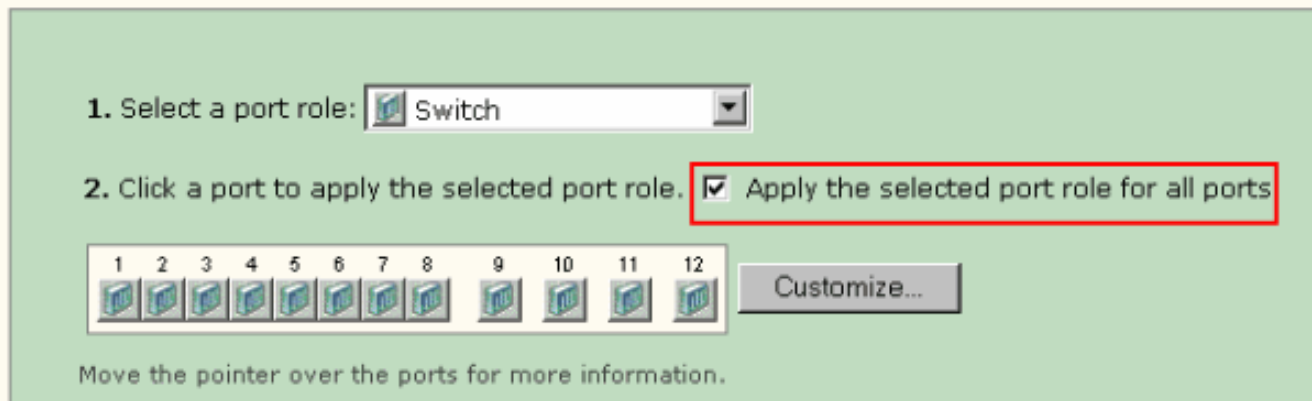 1. Select a port role: Switch
2. Click a port to apply the selected port role. Apply the selected port role for all ports
1 2 3 4 5 6 7 8 9 10 11 12
Customize...
Move the pointer over the ports for more information.